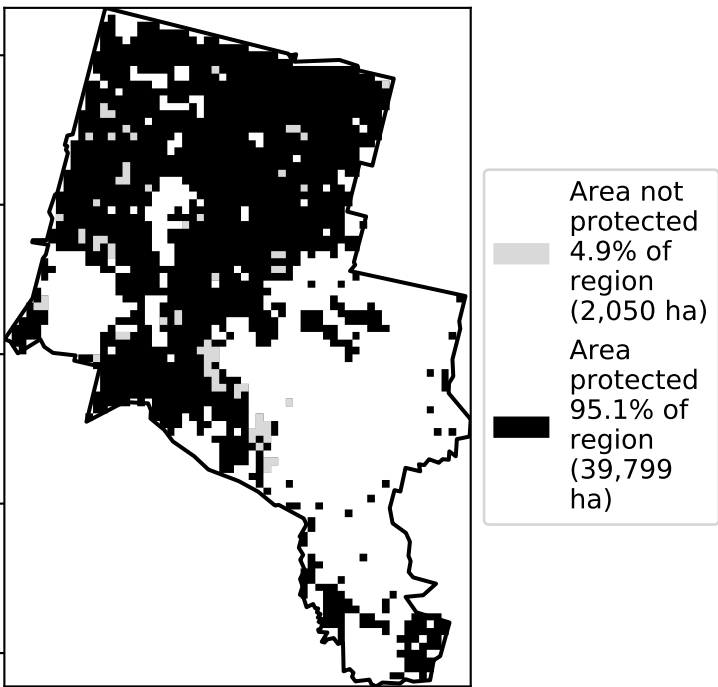 Area not
protected
4.9% of
region
(2,050 ha)
Area
protected
95.1% of
region
(39,799
ha)